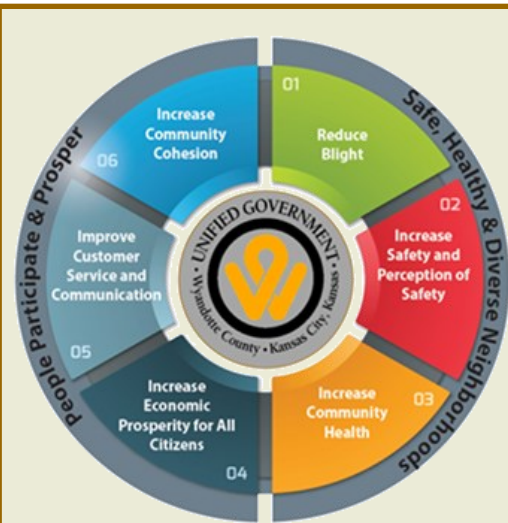 01
Reduce
Blight
02
Increase
Safety and
Perception of
Safety
03
Increase
Community
Health
04
Increase
Economic
Prosperity for All
Citizens
05
Improve
Customer
Service and
Communication
06
Increase
Community
Cohesion
Safe, Healthy & Diverse Neighborhoods
People Participate & Prosper
• UNIFIED GOVERNMENT •
Wyandotte County • Kansas City, Kansas